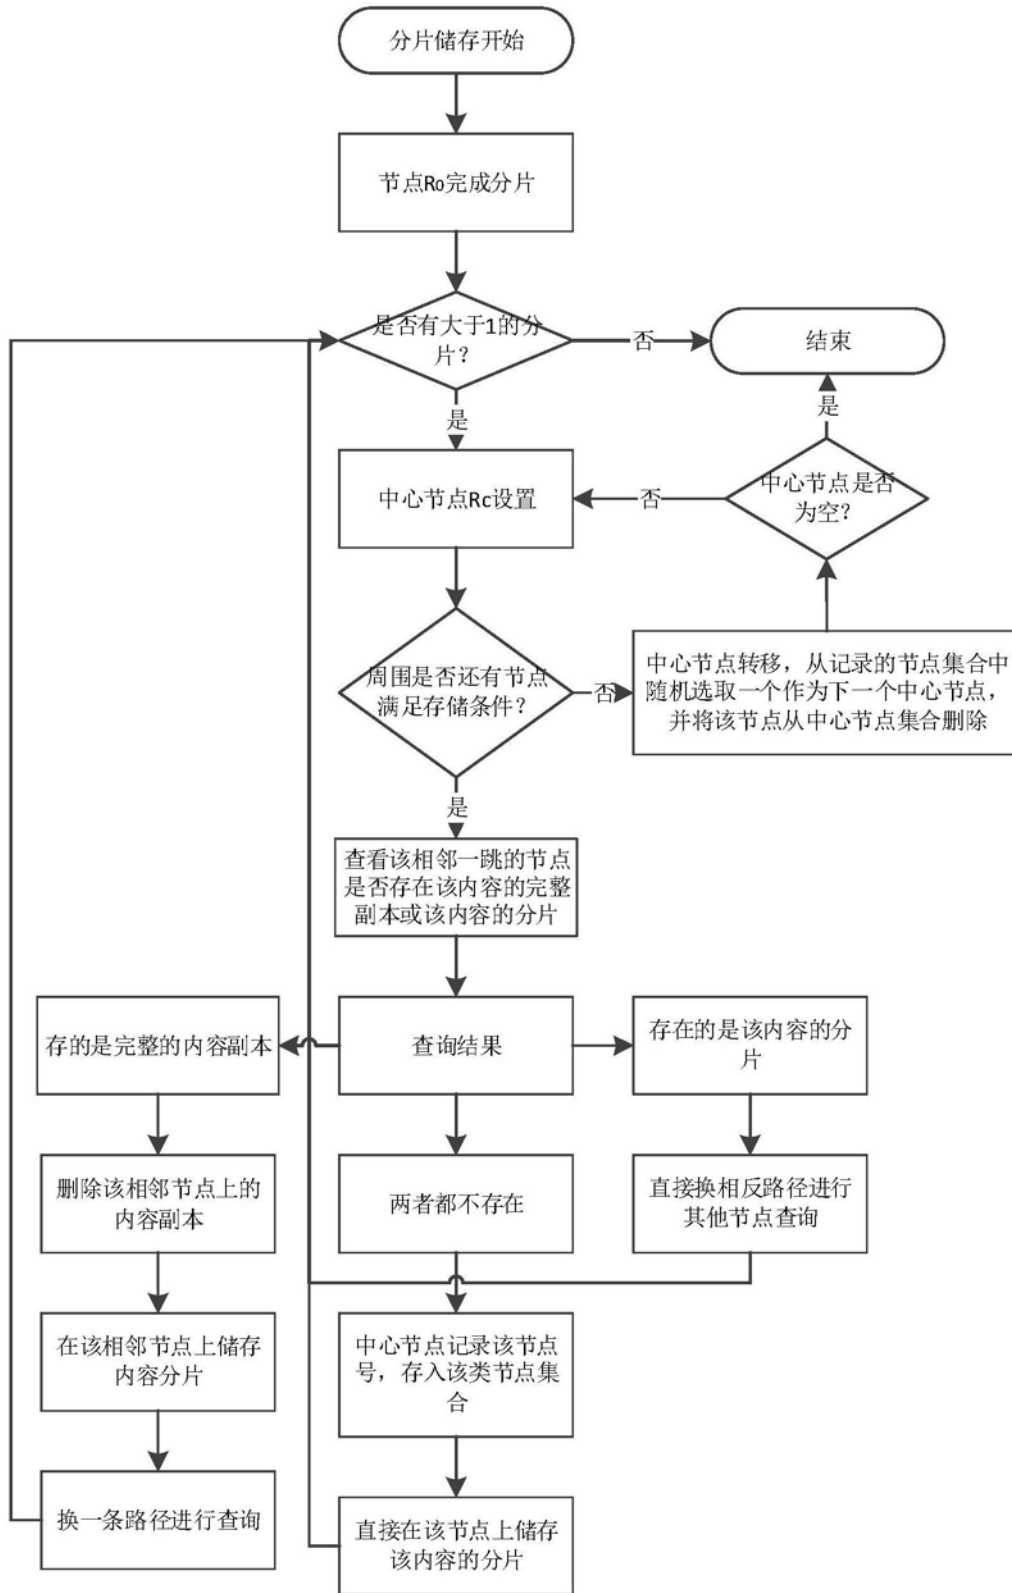 分片储存开始
节点R₀完成分片
是否有大于1的分
片？
否
结束
是
是
中心节点Rc设置
否
中心节点是否
为空？
周围是否还有节点
满足存储条件？
否
中心节点转移，从记录的节点集合中
随机选取一个作为下一个中心节点，
并将该节点从中心节点集合删除
是
查看该相邻一跳的节点
是否存在该内容的完整
副本或该内容的分片
存的是完整的内容副本
查询结果
存在的是该内容的分
片
删除该相邻节点上的
内容副本
两者都不存在
直接换相反路径进行
其他节点查询
在该相邻节点上储存
内容分片
中心节点记录该节点
号，存入该类节点集
合
换一条路径进行查询
直接在该节点上储存
该内容的分片